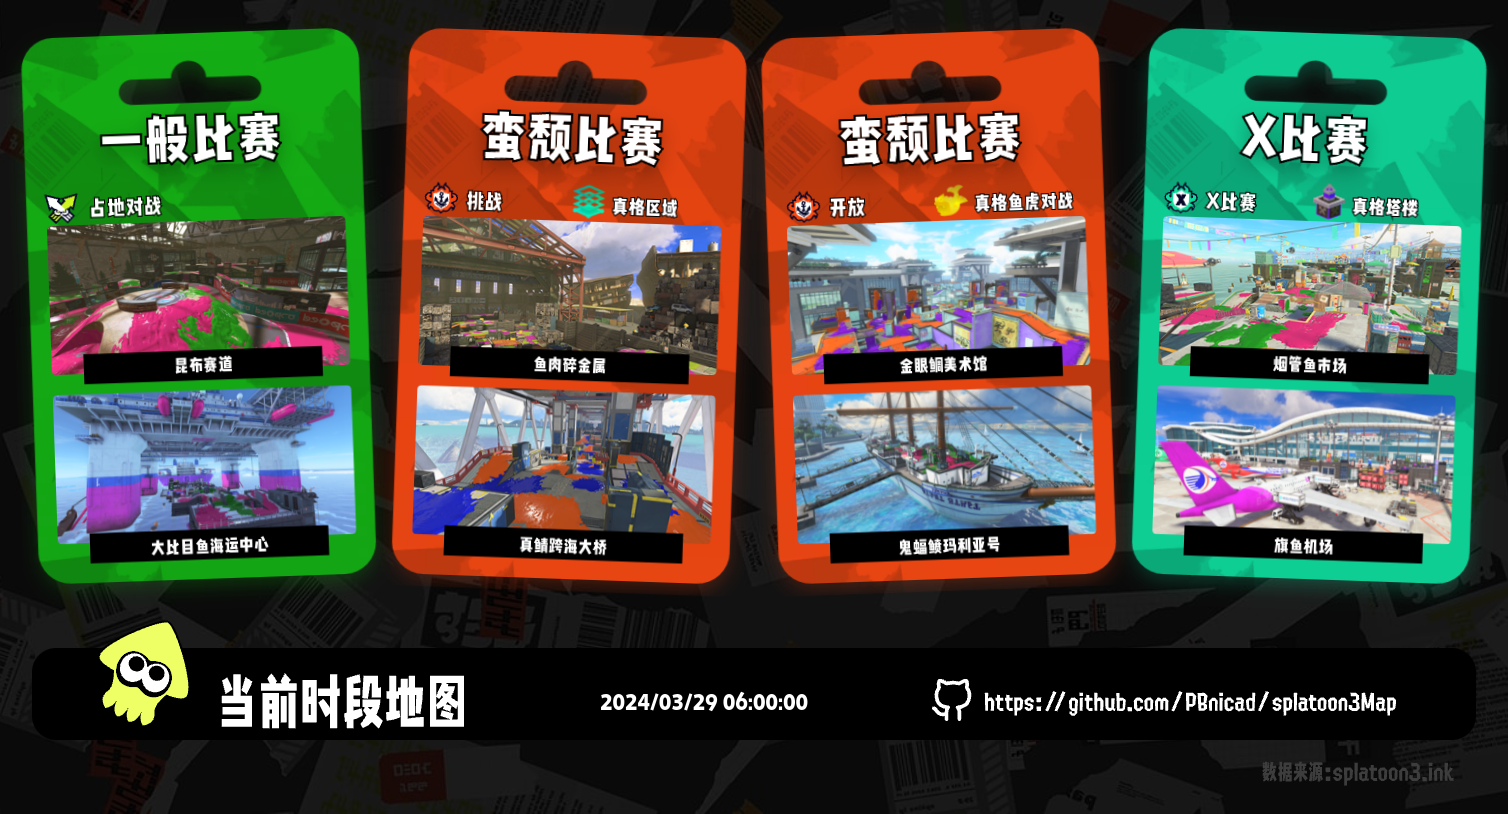 一般比赛
占地对战
昆布赛道
大比目鱼海运中心
蛮颓比赛
挑战
真格区域
鱼肉碎金属
真鲭跨海大桥
蛮颓比赛
开放
真格鱼虎对战
金眼鲷美术馆
鬼蝠鲼玛利亚号
X比赛
X比赛
真格塔楼
烟管鱼市场
旗鱼机场
当前时段地图
2024/03/29 06:00:00
https://github.com/PBnicad/splatoon3Map
数据来源:splatoon3.ink